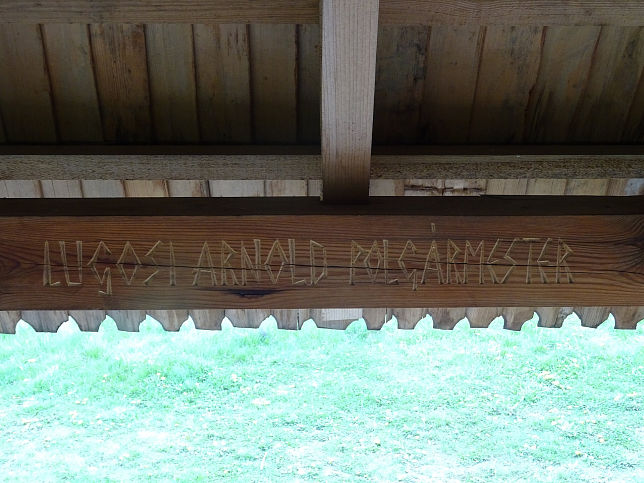 LUGOSI ARNOLD POLGÁRMESTER